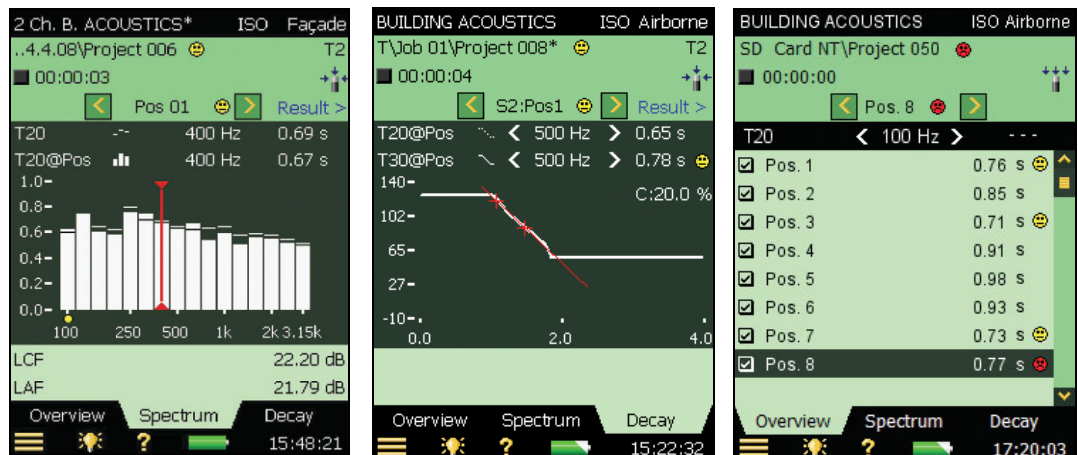 2 Ch. B. ACOUSTICS* ISO Façade
..4.4.08\Project 006 T2
00:00:03
Pos 01 Result >
T20 400 Hz 0.69 s
T20@Pos 400 Hz 0.67 s
1.0-
0.8-
0.6-
0.4-
0.2-
0.0-
100 250 500 1k 2k 3.15k
LCF 22.20 dB
LAF 21.79 dB
Overview Spectrum Decay
? 15:48:21
BUILDING ACOUSTICS ISO Airborne
T\Job 01\Project 008* T2
00:00:04
S2:Pos1 Result >
T20@Pos < 500 Hz > 0.65 s
T30@Pos < 500 Hz > 0.78 s
140- C:20.0 %
102-
65-
27-
-10-
0.0 2.0 4.0
Overview Spectrum Decay
? 15:22:32
BUILDING ACOUSTICS ISO Airborne
SD Card NT\Project 050
00:00:00
Pos. 8
T20 < 100 Hz > - - -
Pos. 1 0.76 s
Pos. 2 0.85 s
Pos. 3 0.71 s
Pos. 4 0.91 s
Pos. 5 0.98 s
Pos. 6 0.93 s
Pos. 7 0.73 s
Pos. 8 0.77 s
Overview Spectrum Decay
? 17:20:03